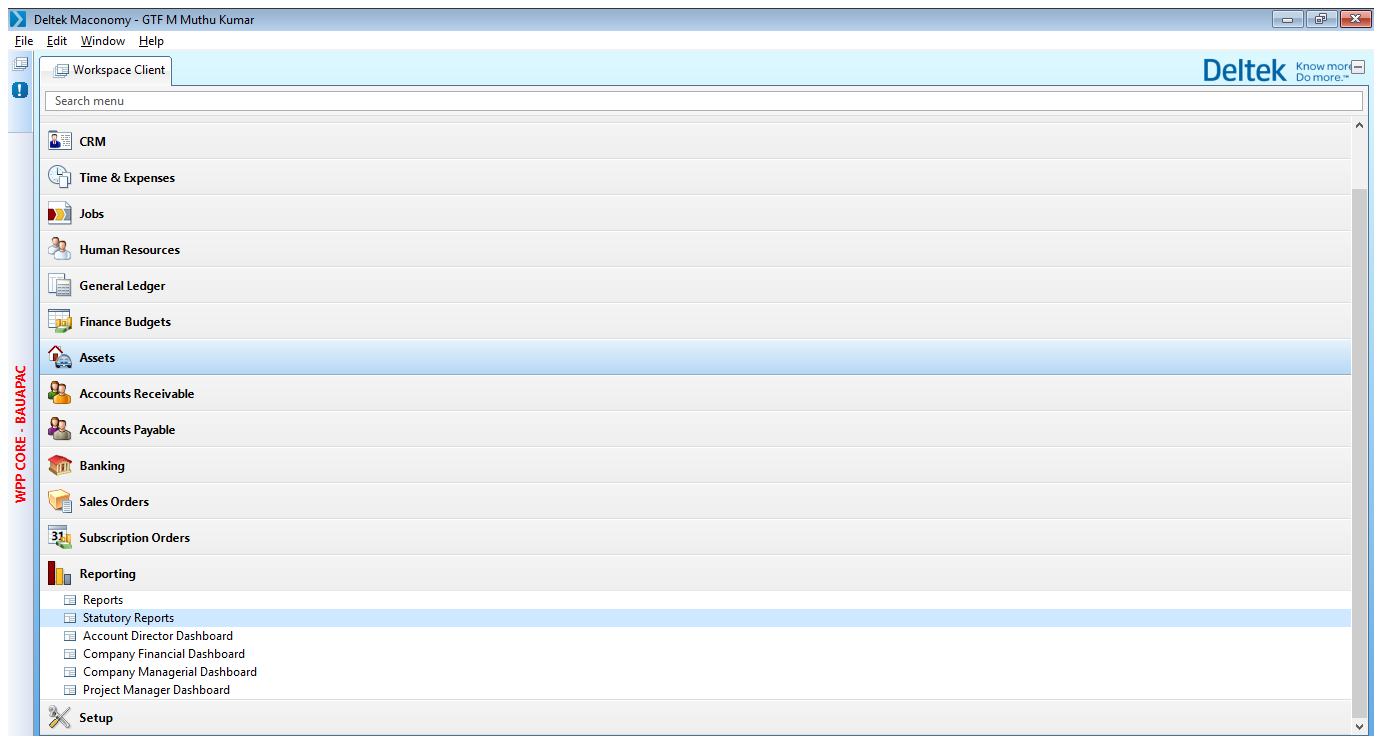 Deltek Maconomy - GTF M Muthu Kumar
File Edit Window Help
Workspace Client
Deltek Know more Do more.™
Search menu
CRM
Time & Expenses
Jobs
Human Resources
General Ledger
Finance Budgets
Assets
Accounts Receivable
Accounts Payable
Banking
Sales Orders
31
Subscription Orders
Reporting
Reports
Statutory Reports
Account Director Dashboard
Company Financial Dashboard
Company Managerial Dashboard
Project Manager Dashboard
Setup
WPP CORE - BAUAPAC